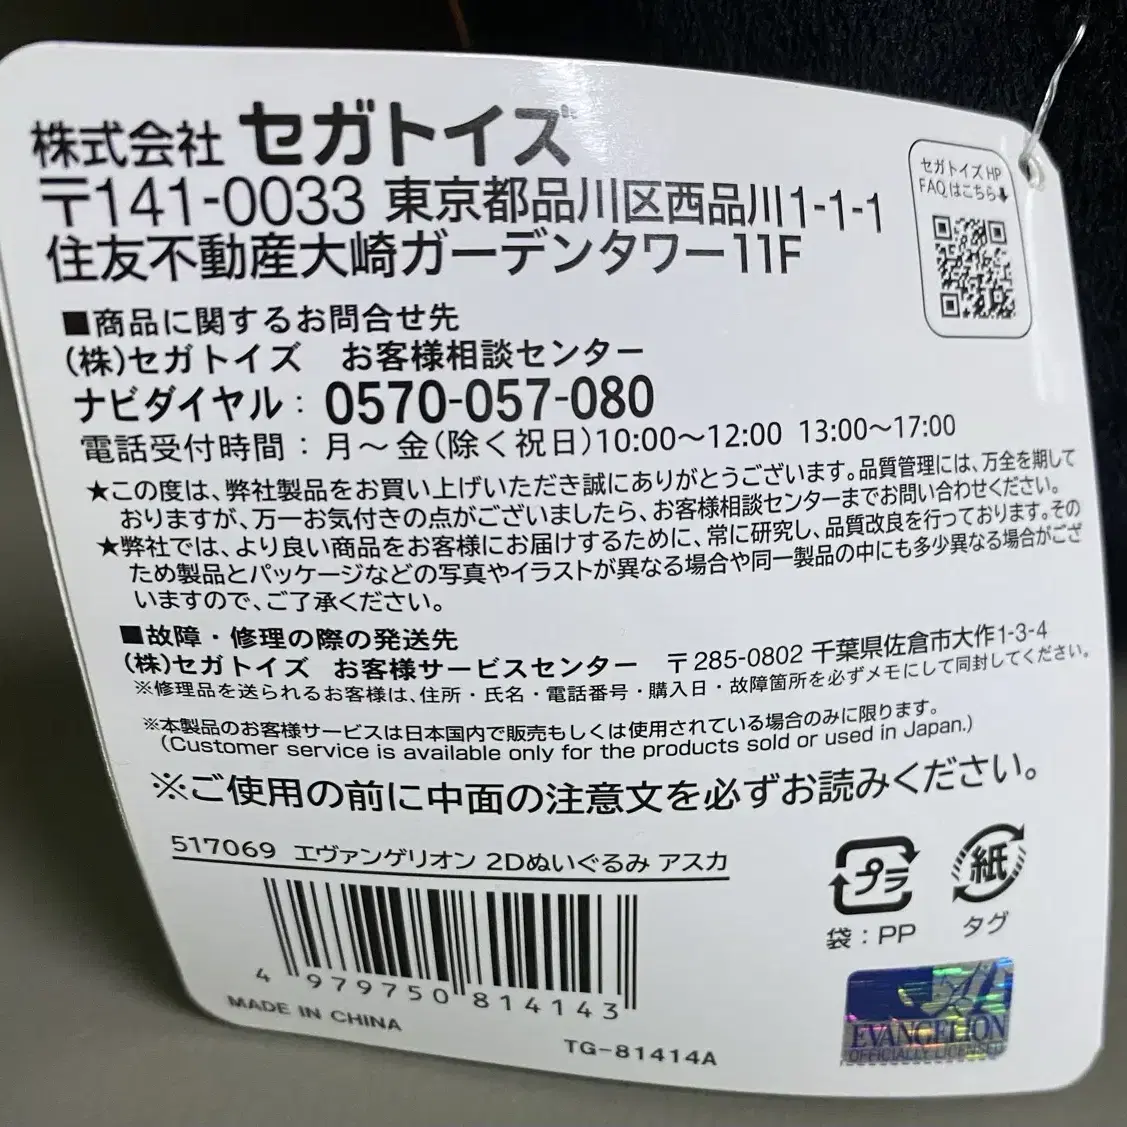 株式会社 セガトイズ
〒141-0033 東京都品川区西品川1-1-1
住友不動産大崎ガーデンタワー11F
セガトイズHP
FAQはこちら⬇
■商品に関するお問合せ先
(株)セガトイズ お客様相談センター
ナビダイヤル：0570-057-080
電話受付時間：月～金(除く祝日)10:00～12:00 13:00～17:00
★この度は、弊社製品をお買い上げいただき誠にありがとうございます。品質管理には、万全を期して
おりますが、万一お気付きの点がございましたら、お客様相談センターまでお問い合わせください。
★弊社では、より良い商品をお客様にお届けするために、常に研究し、品質改良を行っております。その
ため製品とパッケージなどの写真やイラストが異なる場合や同一製品の中にも多少異なる場合がござ
いますので、ご了承ください。
■故障・修理の際の発送先
(株)セガトイズ お客様サービスセンター 〒285-0802 千葉県佐倉市大作1-3-4
※修理品を送られるお客様は、住所・氏名・電話番号・購入日・故障箇所を必ずメモにして同封してください。
※本製品のお客様サービスは日本国内で販売もしくは使用されている場合のみに限ります。
(Customer service is available only for the products sold or used in Japan.)
※ご使用の前に中面の注意文を必ずお読みください。
517069 エヴァンゲリオン 2Dぬいぐるみ アスカ
プラ
袋：PP
紙
タグ
4 979750 814143
MADE IN CHINA
TG-81414A
EVANGELION
OFFICIALLY LICENSED